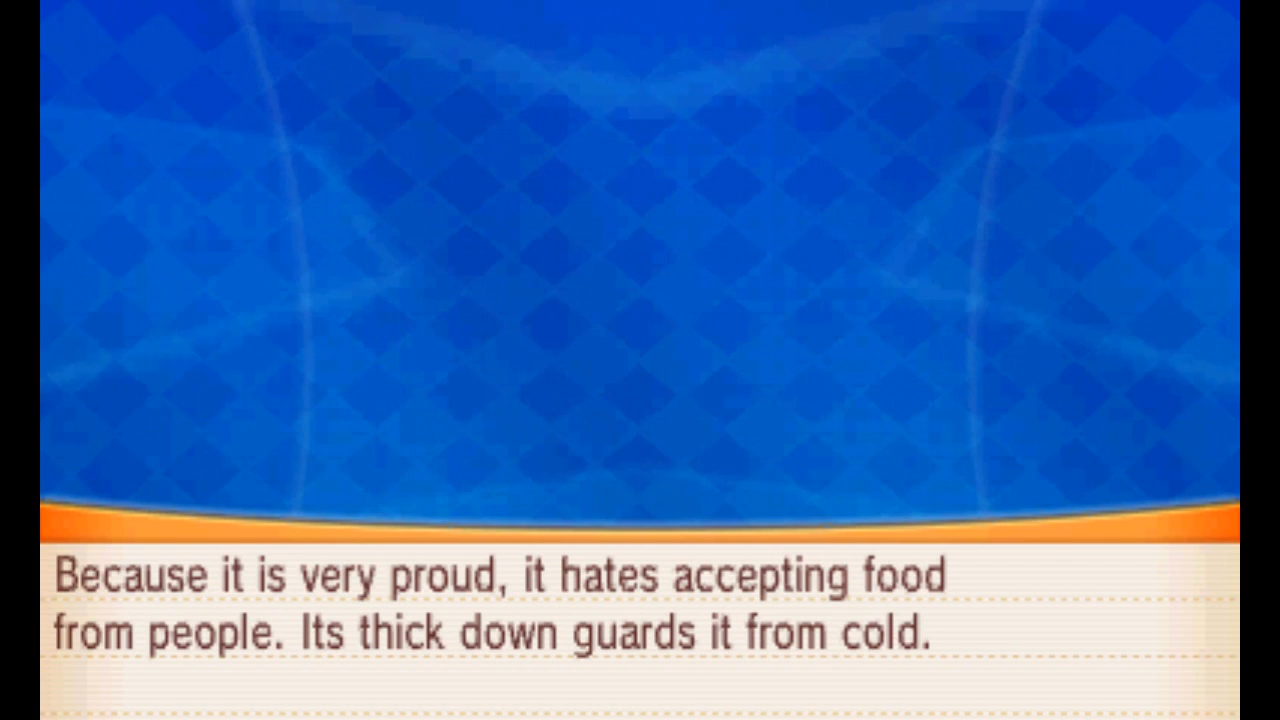 Because it is very proud, it hates accepting food
from people. Its thick down guards it from cold.